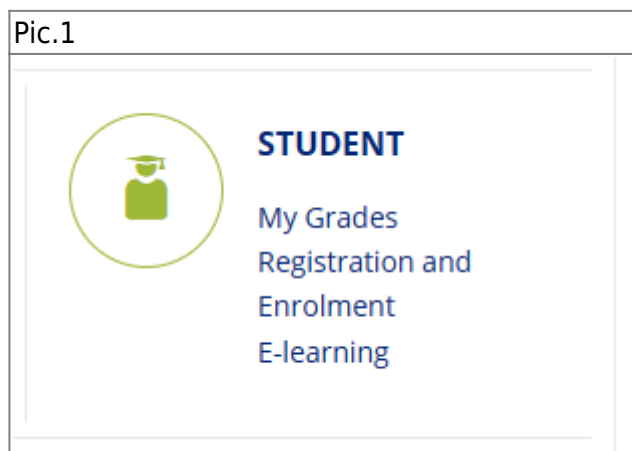 Pic.1
STUDENT
My Grades
Registration and
Enrolment
E-learning